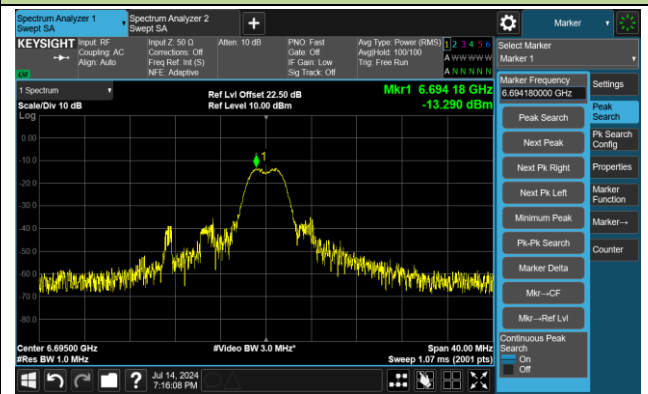 Spectrum Analyzer 1
Swept SA
Spectrum Analyzer 2
Swept SA
+
Marker
KEYSIGHT
Input: RF
Coupling: AC
Align: Auto
Input Z: 50 Ω
Corrections: Off
Freq Ref: Int (S)
NFE: Adaptive
Atten: 10 dB
PNO: Fast
Gate: Off
IF Gain: Low
Sig Track: Off
Avg Type: Power (RMS)
Avg|Hold: 100/100
Trig: Free Run
1 2 3 4 5 6
A W W W W W
A N N N N N
Select Marker
Marker 1
1 Spectrum
Scale/Div 10 dB
Log
Ref Lvl Offset 22.50 dB
Ref Level 10.00 dBm
Mkr1 6.694 18 GHz
-13.290 dBm
Marker Frequency
6.694180000 GHz
Settings
Peak Search
Next Peak
Next Pk Right
Next Pk Left
Minimum Peak
Pk-Pk Search
Marker Delta
Mkr→CF
Mkr→Ref Lvl
Continuous Peak
Search
On
Off
Peak
Search
Pk Search
Config
Properties
Marker
Function
Marker→
Counter
0.00
-10.0
-20.0
-30.0
-40.0
-50.0
-60.0
-70.0
-80.0
1
Center 6.69500 GHz
#Res BW 1.0 MHz
#Video BW 3.0 MHz*
Span 40.00 MHz
Sweep 1.07 ms (2001 pts)
?
Jul 14, 2024
7:16:08 PM